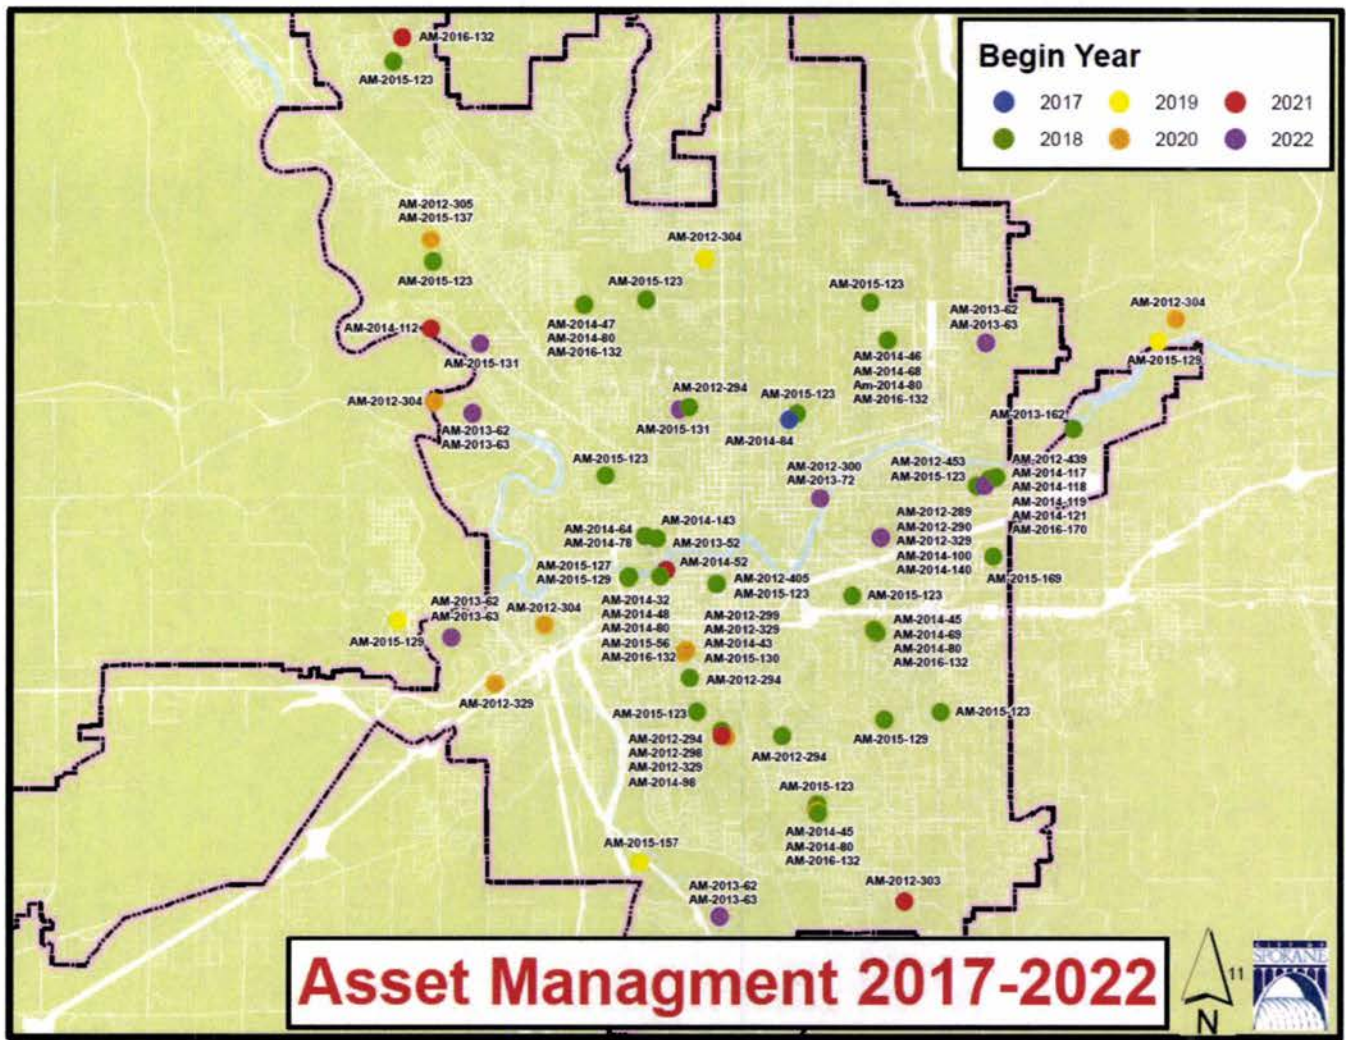 AM-2016-132
AM-2015-123
Begin Year
2017
2019
2021
2018
2020
2022
AM-2012-305
AM-2015-137
AM-2015-123
AM-2012-304
AM-2015-123
AM-2014-47
AM-2014-80
AM-2016-132
AM-2015-123
AM-2014-46
AM-2014-68
Am-2014-80
AM-2016-132
AM-2013-62
AM-2013-63
AM-2012-304
AM-2015-129
AM-2014-112
AM-2015-131
AM-2012-304
AM-2013-62
AM-2013-63
AM-2012-294
AM-2015-131
AM-2015-123
AM-2014-84
AM-2013-162
AM-2015-123
AM-2012-300
AM-2013-72
AM-2012-453
AM-2015-123
AM-2012-439
AM-2014-117
AM-2014-118
AM-2014-119
AM-2014-121
AM-2016-170
AM-2012-289
AM-2012-290
AM-2012-329
AM-2014-100
AM-2014-140
AM-2015-169
AM-2014-64
AM-2014-78
AM-2014-143
AM-2013-52
AM-2014-52
AM-2015-127
AM-2015-129
AM-2012-405
AM-2015-123
AM-2015-123
AM-2013-62
AM-2013-63
AM-2015-129
AM-2012-304
AM-2014-32
AM-2014-48
AM-2014-80
AM-2015-56
AM-2016-132
AM-2012-299
AM-2012-329
AM-2014-43
AM-2015-130
AM-2014-45
AM-2014-69
AM-2014-80
AM-2016-132
AM-2012-294
AM-2012-329
AM-2015-123
AM-2012-294
AM-2012-298
AM-2012-329
AM-2014-98
AM-2012-294
AM-2015-129
AM-2015-123
AM-2015-123
AM-2014-45
AM-2014-80
AM-2016-132
AM-2015-157
AM-2013-62
AM-2013-63
AM-2012-303
Asset Managment 2017-2022
11
N
CITY OF
SPOKANE